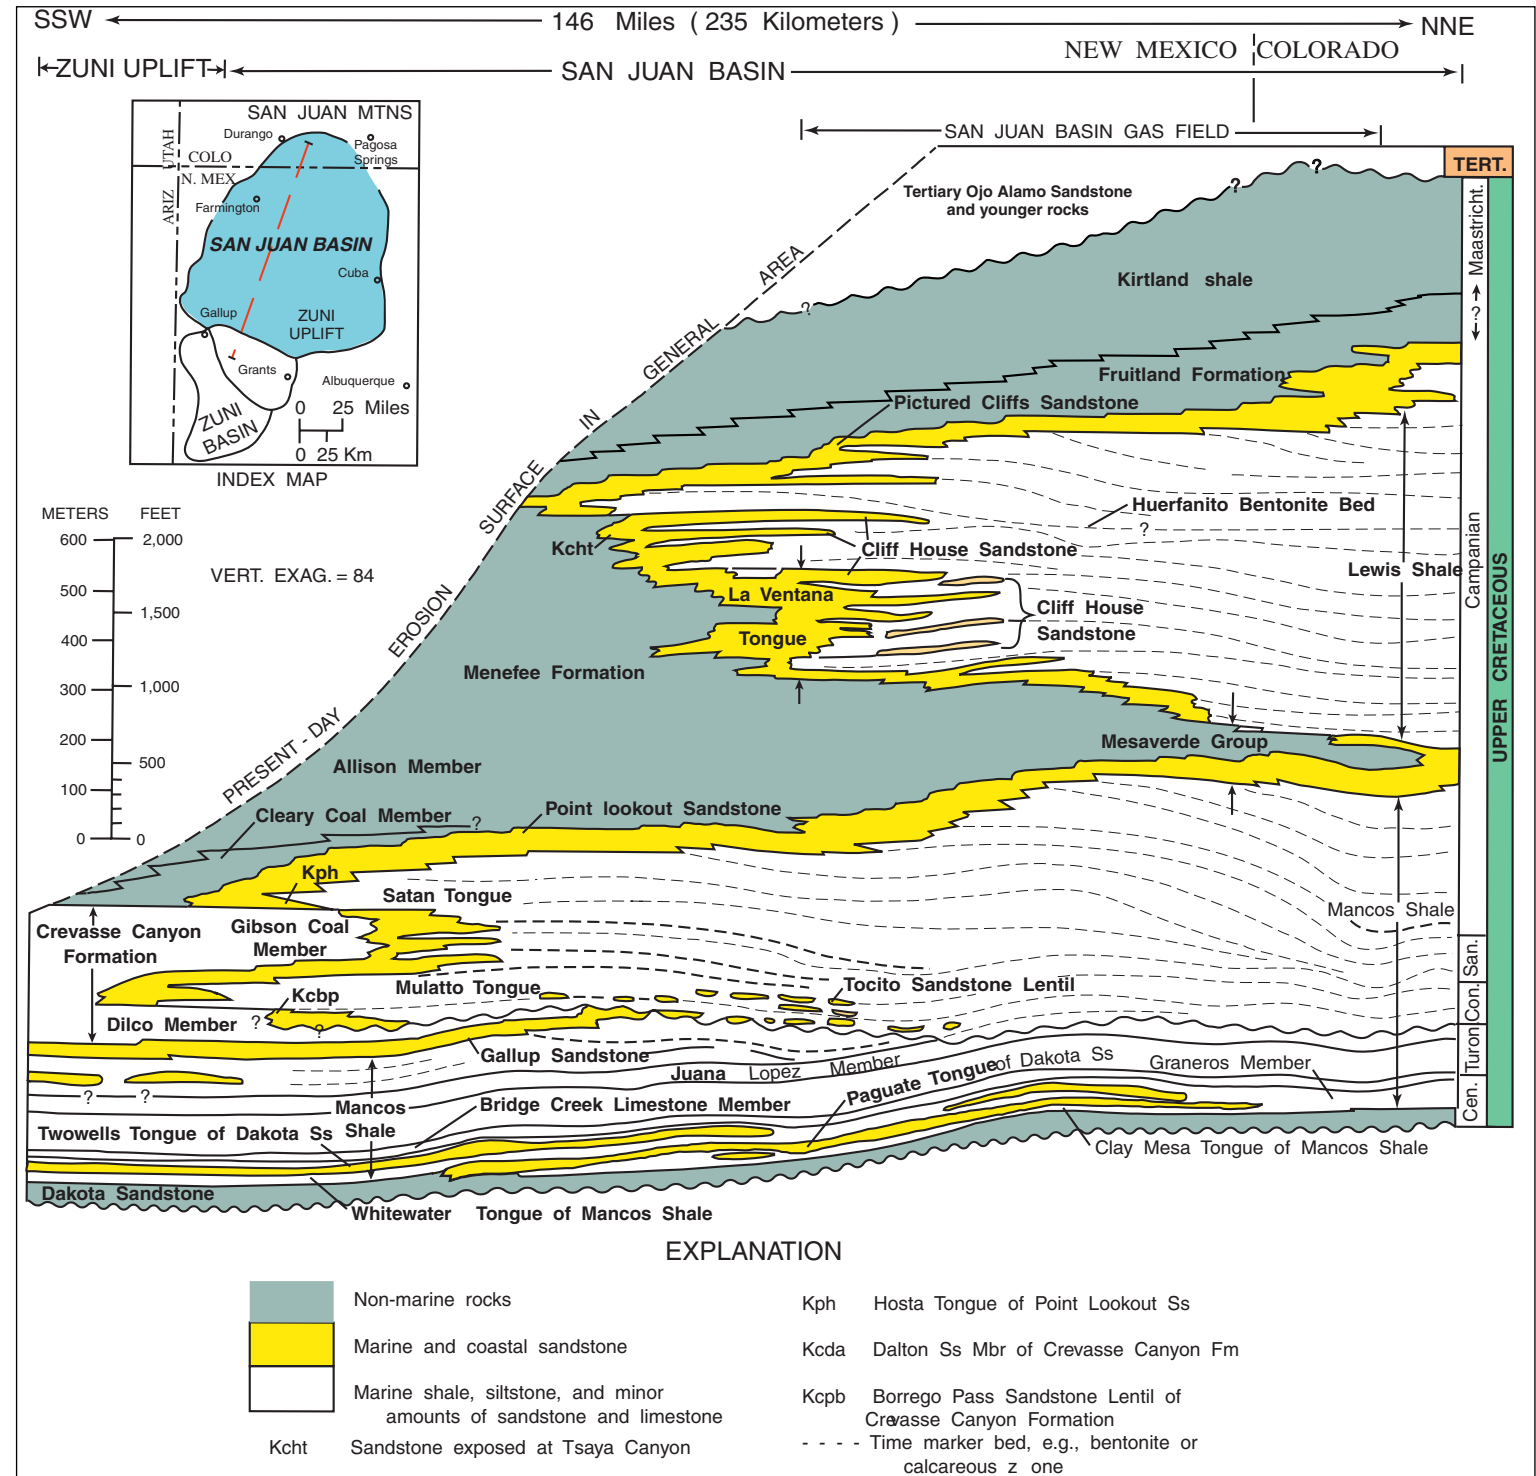 SSW 146 Miles ( 235 Kilometers ) NNE
NEW MEXICO COLORADO
ZUNI UPLIFT SAN JUAN BASIN
SAN JUAN BASIN GAS FIELD
SAN JUAN MTNS
Durango
Pagosa
Springs
UTAH
COLO
N. MEX
ARIZ
Farmington
SAN JUAN BASIN
Cuba
Gallup
ZUNI
UPLIFT
Grants
Albuquerque
ZUNI
BASIN
0 25 Miles
0 25 Km
INDEX MAP
METERS FEET
600 2,000
500 1,500
400
300 1,000
200
500
100
0 0
VERT. EXAG. = 84
PRESENT - DAY EROSION SURFACE IN GENERAL AREA
TERT.
Tertiary Ojo Alamo Sandstone
and younger rocks
?
?
?
Kirtland shale
Fruitland Formation
Pictured Cliffs Sandstone
Huerfanito Bentonite Bed
?
Kcht
Cliff House Sandstone
Lewis Shale
La Ventana
Tongue
Cliff House
Sandstone
Menefee Formation
Mesaverde Group
Allison Member
Cleary Coal Member
?
Point lookout Sandstone
Kph
Satan Tongue
Mancos Shale
Crevasse Canyon
Formation
Gibson Coal
Member
Mulatto Tongue
Tocito Sandstone Lentil
Kcbp
Dilco Member
?
?
Gallup Sandstone
Juana Lopez Member
Paguate Tongue of Dakota Ss
Graneros Member
? ?
Mancos
Shale
Bridge Creek Limestone Member
Twowells Tongue of Dakota Ss
Clay Mesa Tongue of Mancos Shale
Dakota Sandstone
Whitewater Tongue of Mancos Shale
Maastricht.
?
Campanian
San.
Con.
Turon
Cen.
UPPER CRETACEOUS
EXPLANATION
Non-marine rocks
Marine and coastal sandstone
Marine shale, siltstone, and minor
amounts of sandstone and limestone
Kcht Sandstone exposed at Tsaya Canyon
Kph Hosta Tongue of Point Lookout Ss
Kcda Dalton Ss Mbr of Crevasse Canyon Fm
Kcpb Borrego Pass Sandstone Lentil of
Crevasse Canyon Formation
- - - - Time marker bed, e.g., bentonite or
calcareous z one